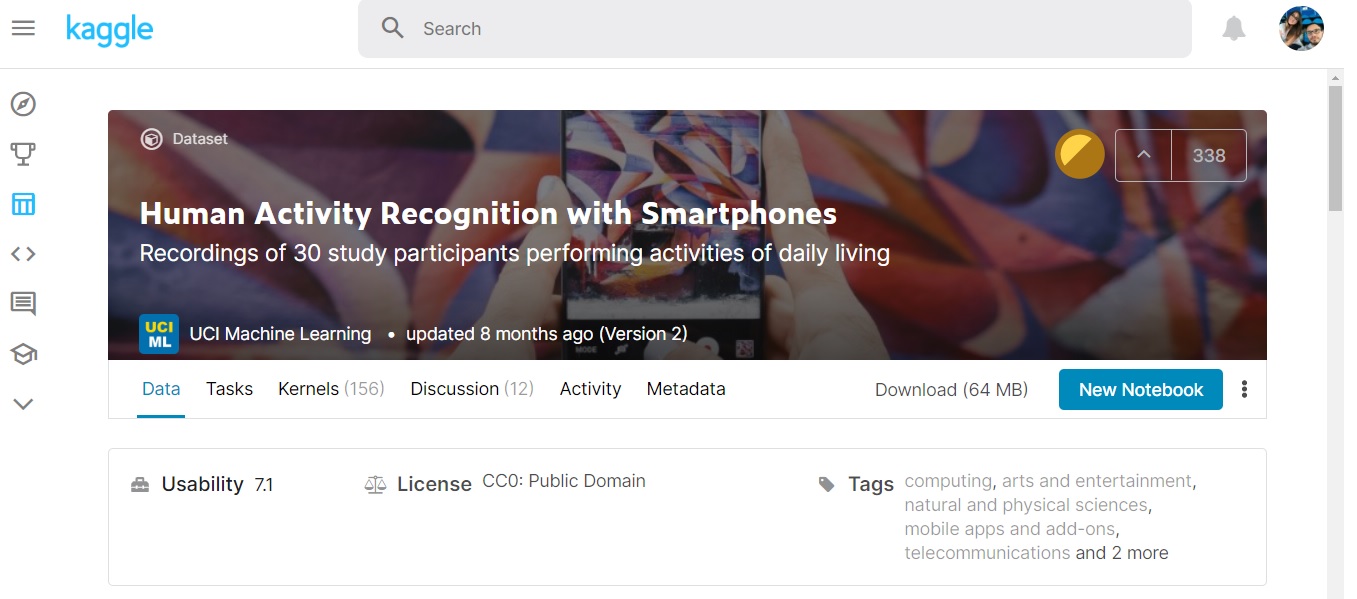 kaggle
Search
Dataset
338
Human Activity Recognition with Smartphones
Recordings of 30 study participants performing activities of daily living
UCI ML
UCI Machine Learning • updated 8 months ago (Version 2)
MODE
Data Tasks Kernels (156) Discussion (12) Activity Metadata Download (64 MB) New Notebook
Usability 7.1 License CC0: Public Domain Tags computing, arts and entertainment,
natural and physical sciences,
mobile apps and add-ons,
telecommunications and 2 more